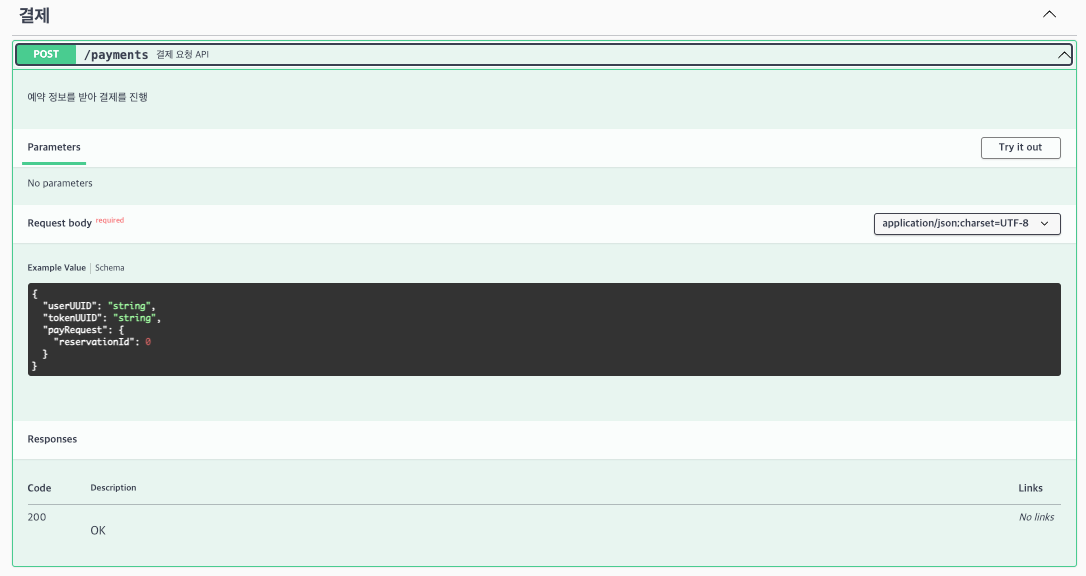 결제
POST /payments 결제 요청 API
예약 정보를 받아 결제를 진행
Parameters Try it out
No parameters
Request body required application/json;charset=UTF-8
Example Value Schema
{
"userUUID": "string",
"tokenUUID": "string",
"payRequest": {
"reservationId": 0
}
}
Responses
Code Description Links
200 No links
OK